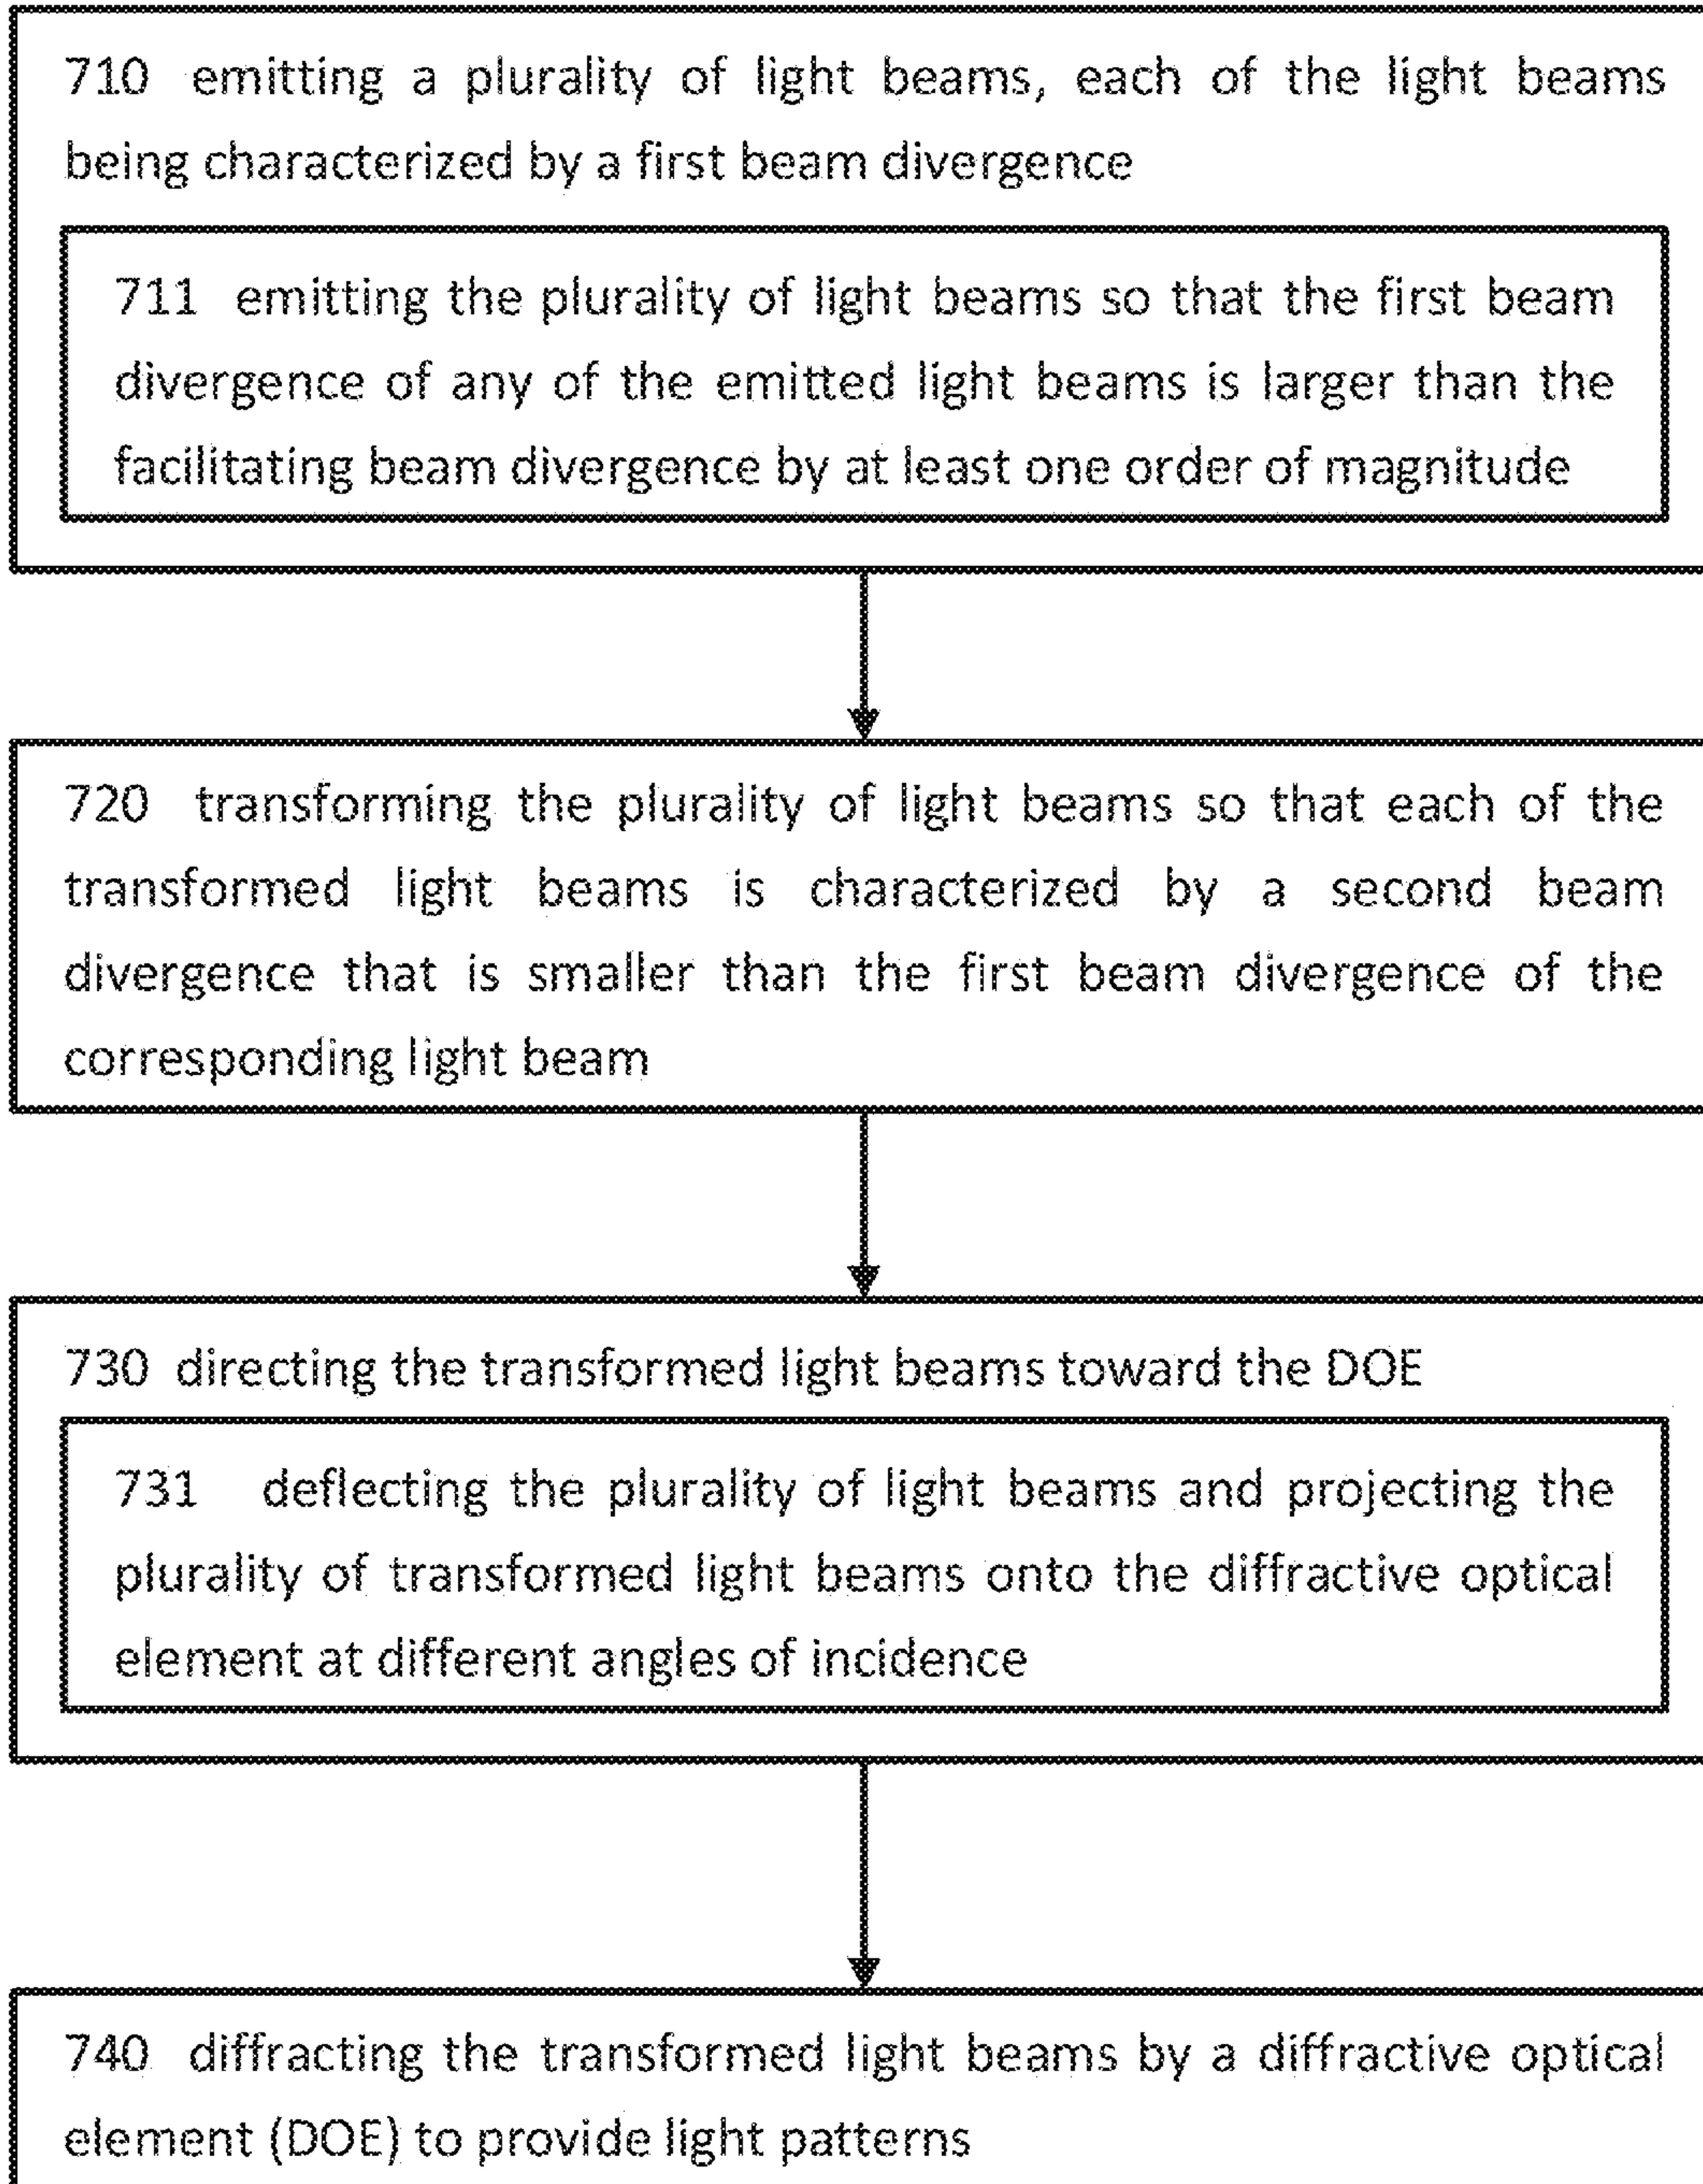 710 emitting a plurality of light beams, each of the light beams
being characterized by a first beam divergence
711 emitting the plurality of light beams so that the first beam
divergence of any of the emitted light beams is larger than the
facilitating beam divergence by at least one order of magnitude
720 transforming the plurality of light beams so that each of the
transformed light beams is characterized by a second beam
divergence that is smaller than the first beam divergence of the
corresponding light beam
730 directing the transformed light beams toward the DOE
731 deflecting the plurality of light beams and projecting the
plurality of transformed light beams onto the diffractive optical
element at different angles of incidence
740 diffracting the transformed light beams by a diffractive optical
element (DOE) to provide light patterns